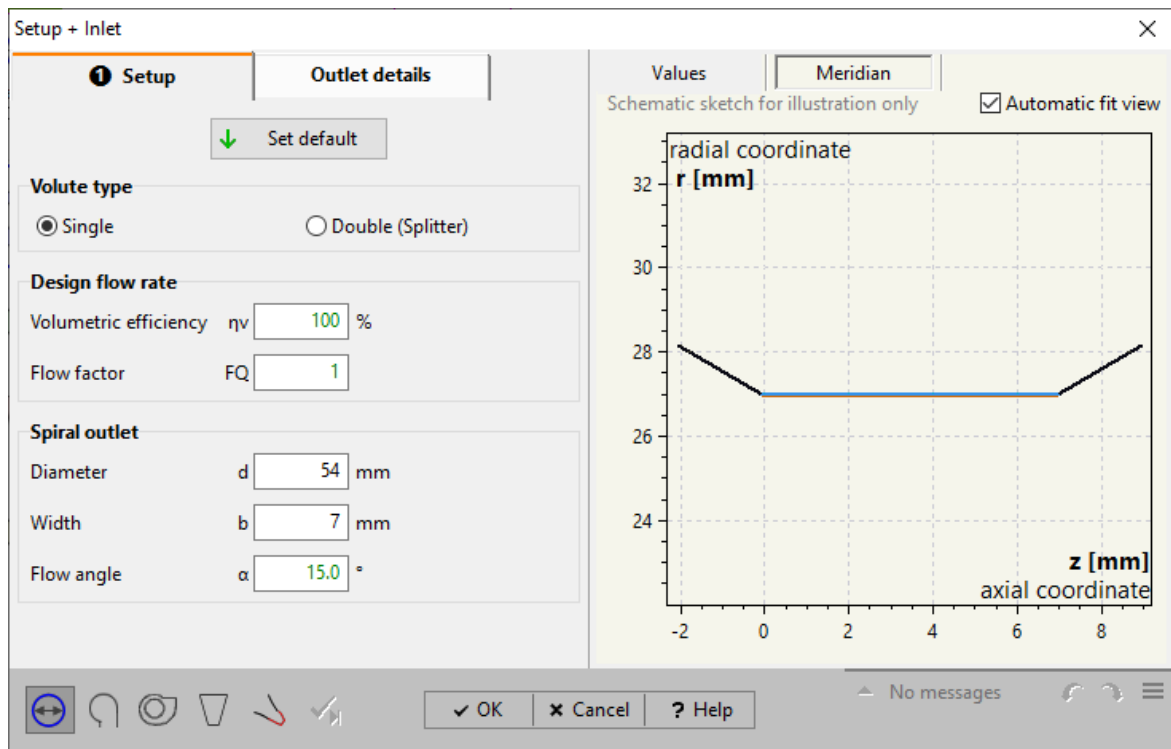 Setup + Inlet
1 Setup
Outlet details
Set default
Volute type
Single
Double (Splitter)
Design flow rate
Volumetric efficiency ηv 100 %
Flow factor FQ 1
Spiral outlet
Diameter d 54 mm
Width b 7 mm
Flow angle α 15.0 °
Values
Meridian
Schematic sketch for illustration only
Automatic fit view
radial coordinate
r [mm]
32
30
28
26
24
z [mm]
axial coordinate
-2 0 2 4 6 8
OK
Cancel
? Help
No messages